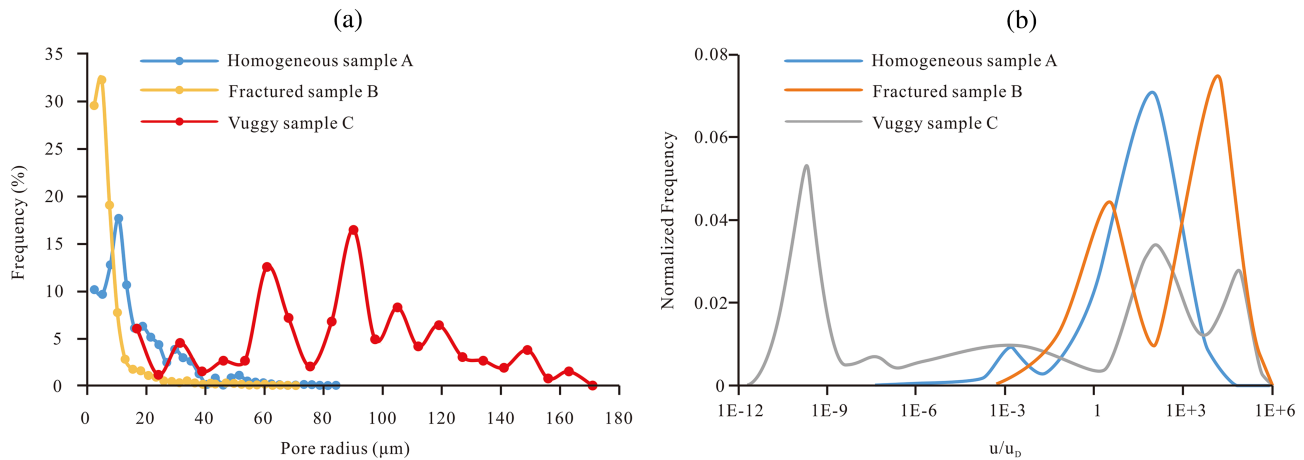 (a)
35
30
25
20
15
10
5
0
Frequency (%)
Homogeneous sample A
Fractured sample B
Vuggy sample C
0 20 40 60 80 100 120 140 160 180
Pore radius (μm)
(b)
0.08
0.06
0.04
0.02
0
Normalized Frequency
Homogeneous sample A
Fractured sample B
Vuggy sample C
1E-12 1E-9 1E-6 1E-3 1 1E+3 1E+6
u/u_D